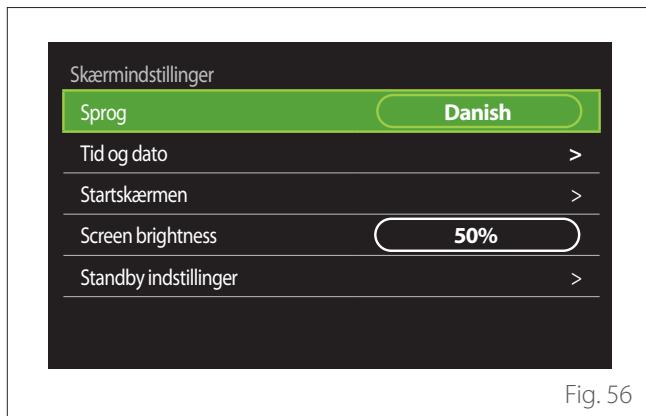 Skærmindstillinger
Sprog Danish
Tid og dato >
Startskærmen >
Screen brightness 50%
Standby indstillinger >
Fig. 56